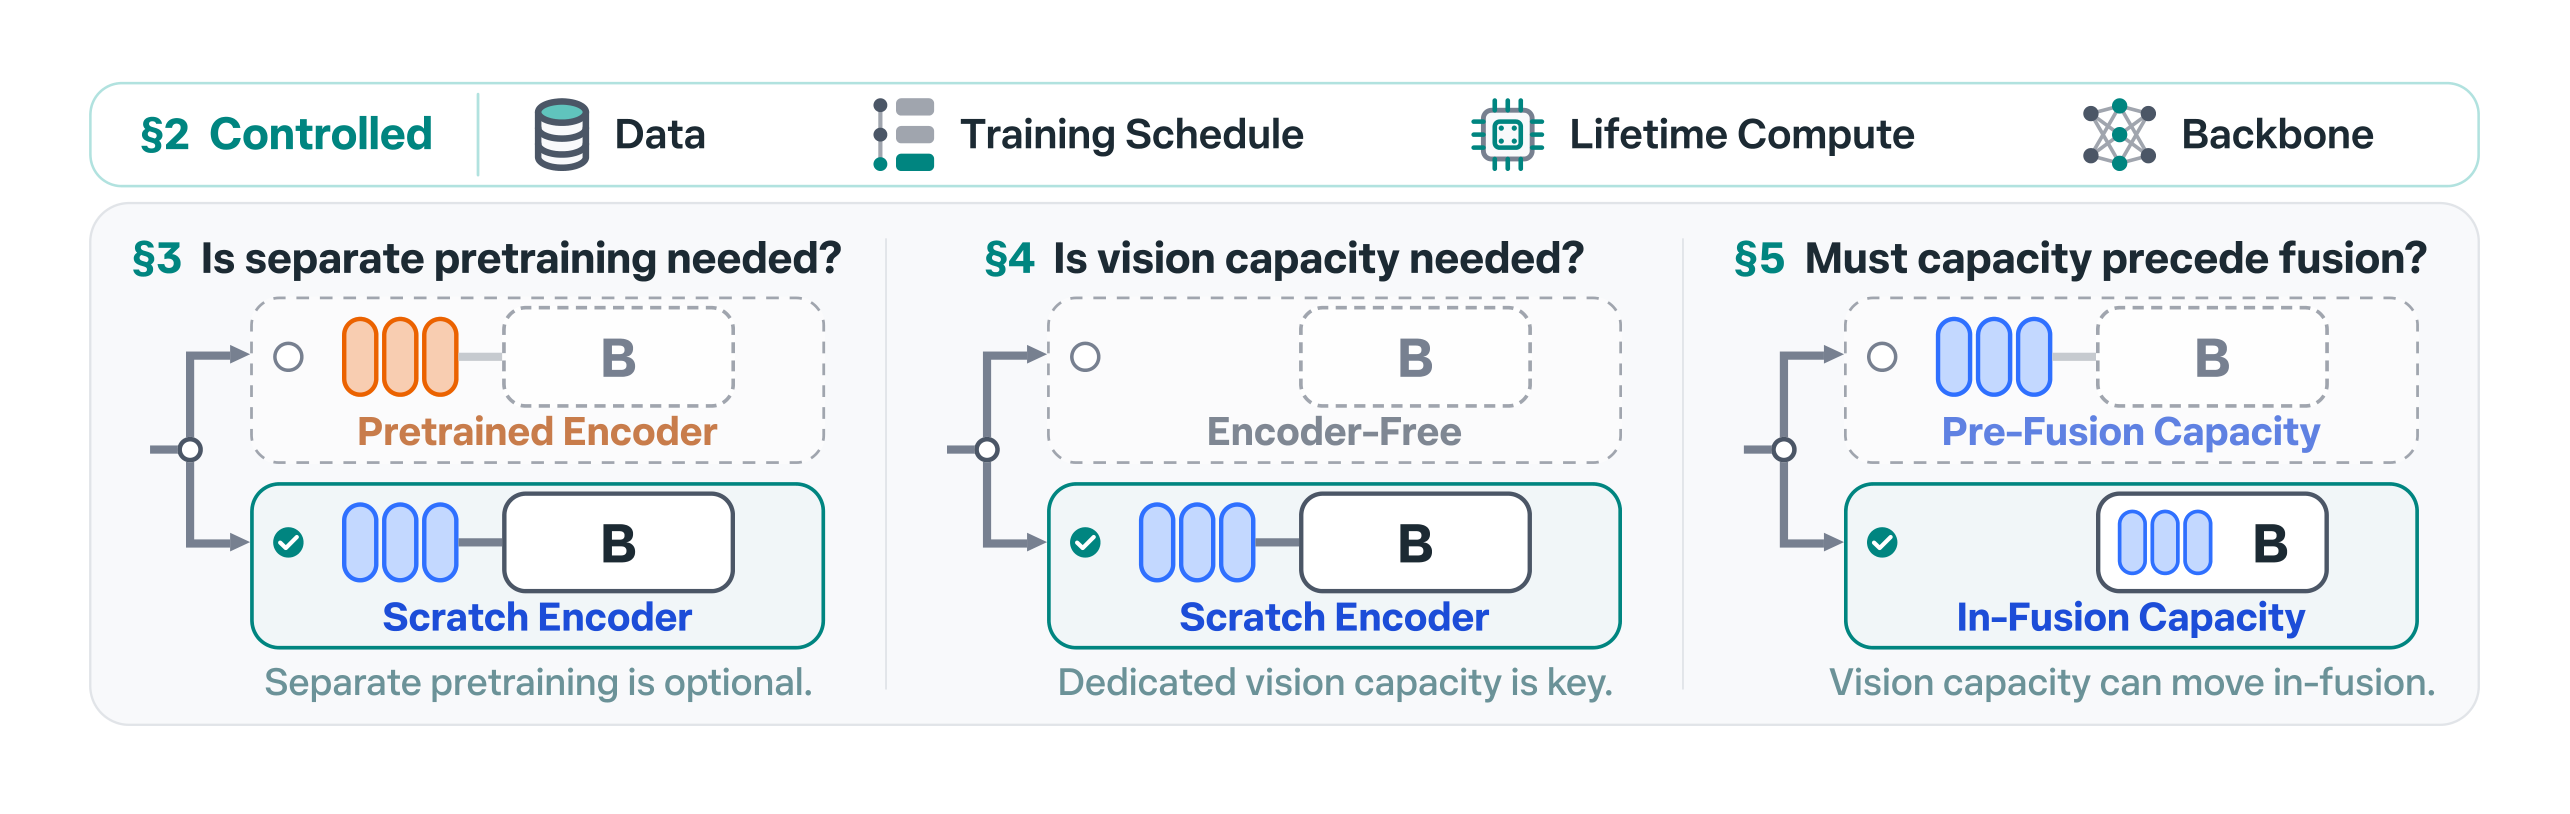 §2 Controlled
Data
Training Schedule
Lifetime Compute
Backbone
§3 Is separate pretraining needed?
B
Pretrained Encoder
B
Scratch Encoder
Separate pretraining is optional.
§4 Is vision capacity needed?
B
Encoder-Free
B
Scratch Encoder
Dedicated vision capacity is key.
§5 Must capacity precede fusion?
B
Pre-Fusion Capacity
B
In-Fusion Capacity
Vision capacity can move in-fusion.